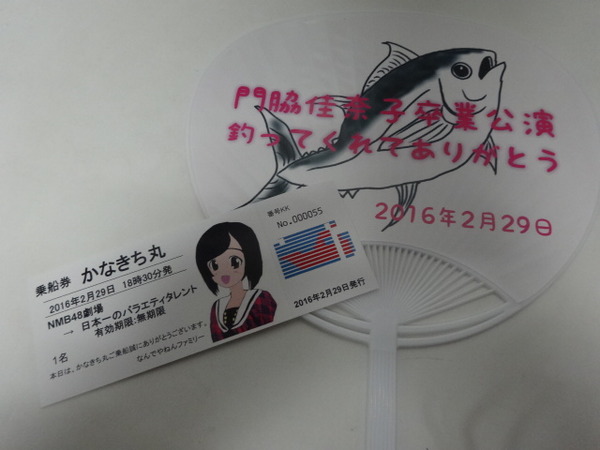 門脇佳奈子卒業公演
釣ってくれてありがとう
2016年2月29日
乗船券 かなきち丸
2016年2月29日 18時30分発
NMB48劇場
→ 日本一のバラエティタレント
有効期限:無期限
1名
本日は、かなきち丸ご乗船誠にありがとうございます。
なんでやねんファミリー
番号KK
No.000055
2016年2月29日発行